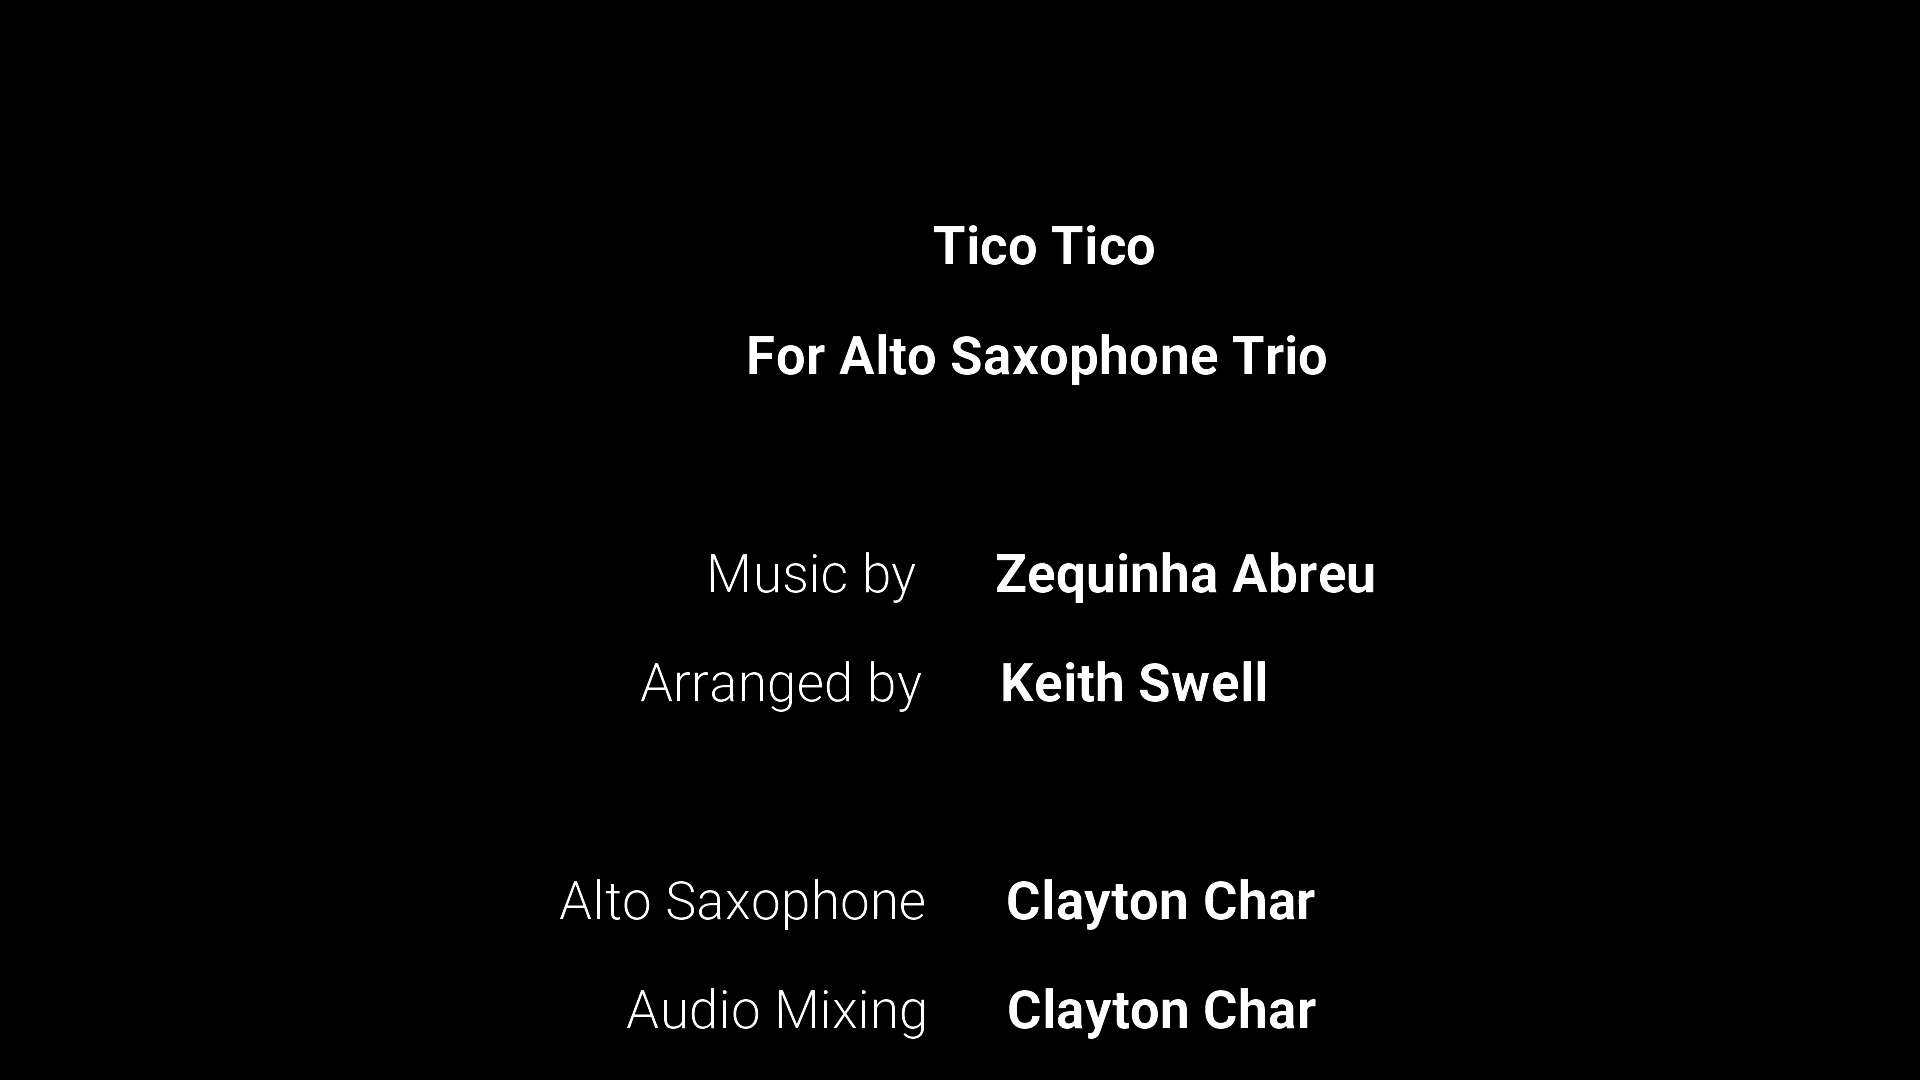 Tico Tico
For Alto Saxophone Trio
Music by Zequinha Abreu
Arranged by Keith Swell
Alto Saxophone Clayton Char
Audio Mixing Clayton Char